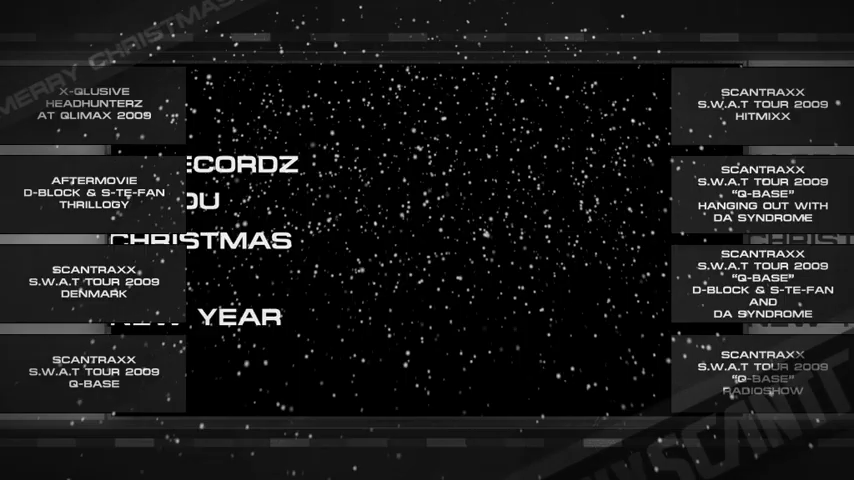 MERRY CHRISTMAS
X-QLUSIVE
HEADHUNTERZ
AT QLIMAX 2009
AFTERMOVIE
D-BLOCK & S-TE-FAN
THRILLOGY
SCANTRAXX
S.W.A.T TOUR 2009
DENMARK
SCANTRAXX
S.W.A.T TOUR 2009
Q-BASE
ECORDZ
OU
CHRISTMAS
NEW YEAR
SCANTRAXX
S.W.A.T TOUR 2009
HITMIXX
SCANTRAXX
S.W.A.T TOUR 2009
"Q-BASE"
HANGING OUT WITH
DA SYNDROME
CHRIST
SCANTRAXX
S.W.A.T TOUR 2009
"Q-BASE"
D-BLOCK & S-TE-FAN
AND
DA SYNDROME
SCANTRAXX
S.W.A.T TOUR 2009
"Q-BASE"
RADIOSHOW